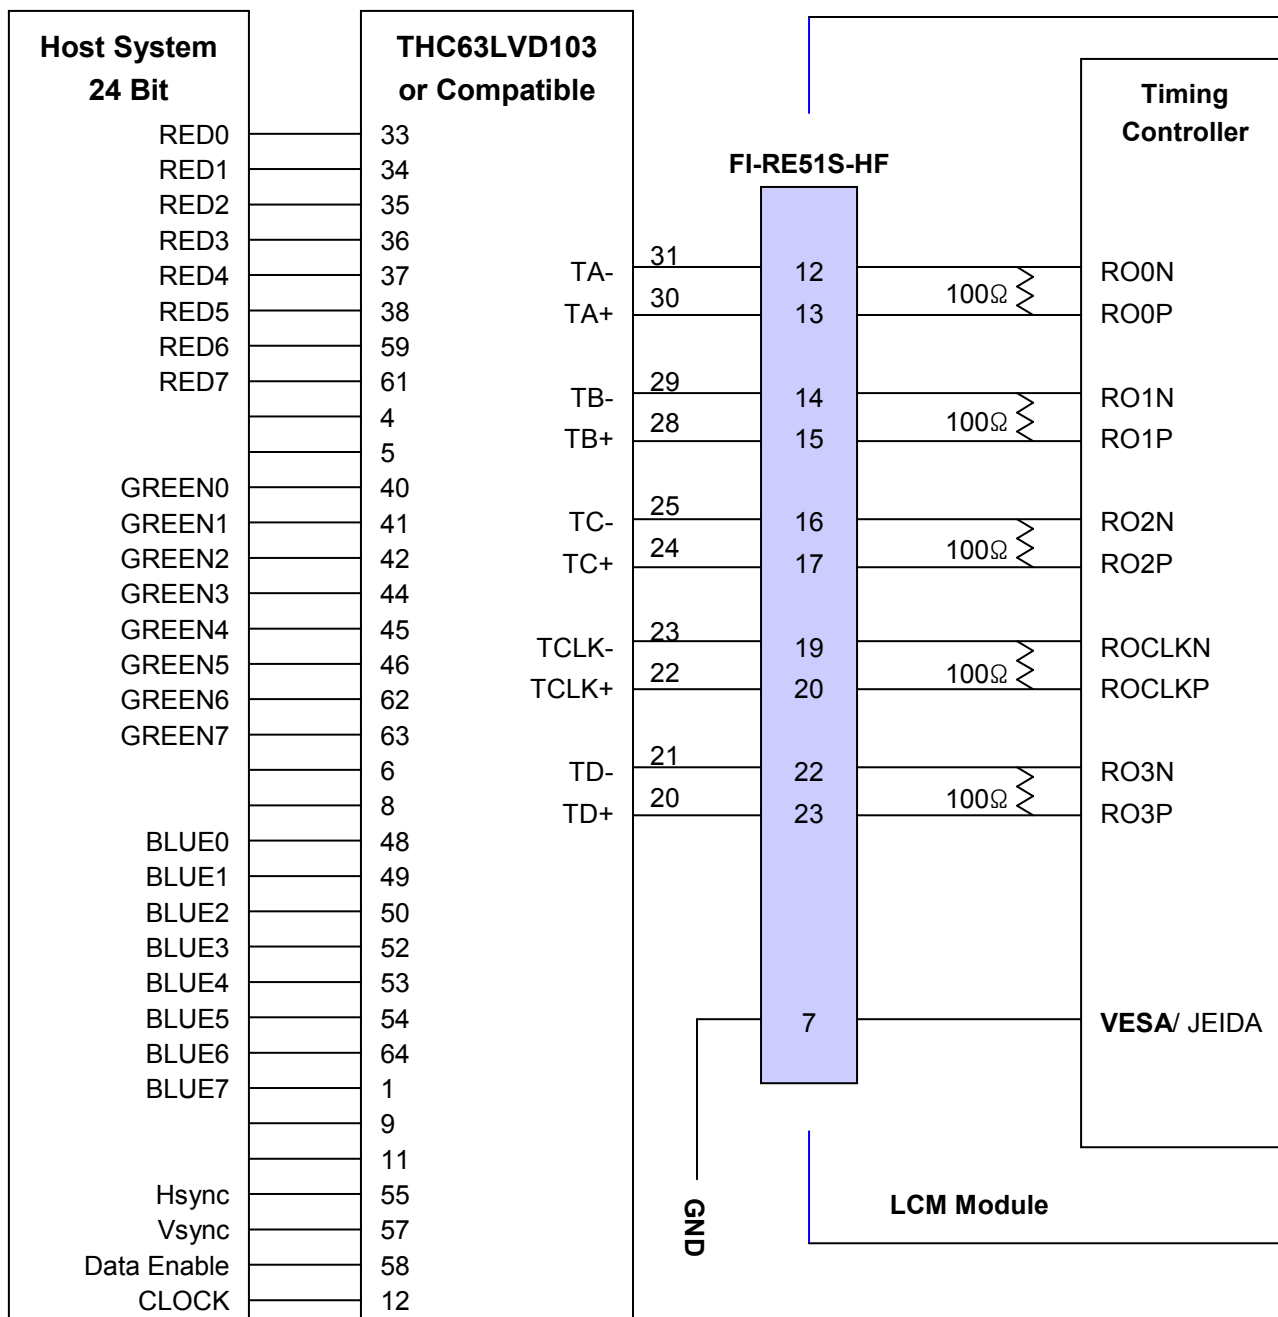 Host System
24 Bit
RED0
RED1
RED2
RED3
RED4
RED5
RED6
RED7
GREEN0
GREEN1
GREEN2
GREEN3
GREEN4
GREEN5
GREEN6
GREEN7
BLUE0
BLUE1
BLUE2
BLUE3
BLUE4
BLUE5
BLUE6
BLUE7
Hsync
Vsync
Data Enable
CLOCK
THC63LVD103
or Compatible
33
34
35
36
37
38
59
61
4
5
40
41
42
44
45
46
62
63
6
8
48
49
50
52
53
54
64
1
9
11
55
57
58
12
TA-
TA+
TB-
TB+
TC-
TC+
TCLK-
TCLK+
TD-
TD+
31
30
29
28
25
24
23
22
21
20
GND
FI-RE51S-HF
12
13
14
15
16
17
19
20
22
23
7
100Ω
100Ω
100Ω
100Ω
100Ω
Timing
Controller
RO0N
RO0P
RO1N
RO1P
RO2N
RO2P
ROCLKN
ROCLKP
RO3N
RO3P
VESA/ JEIDA
LCM Module